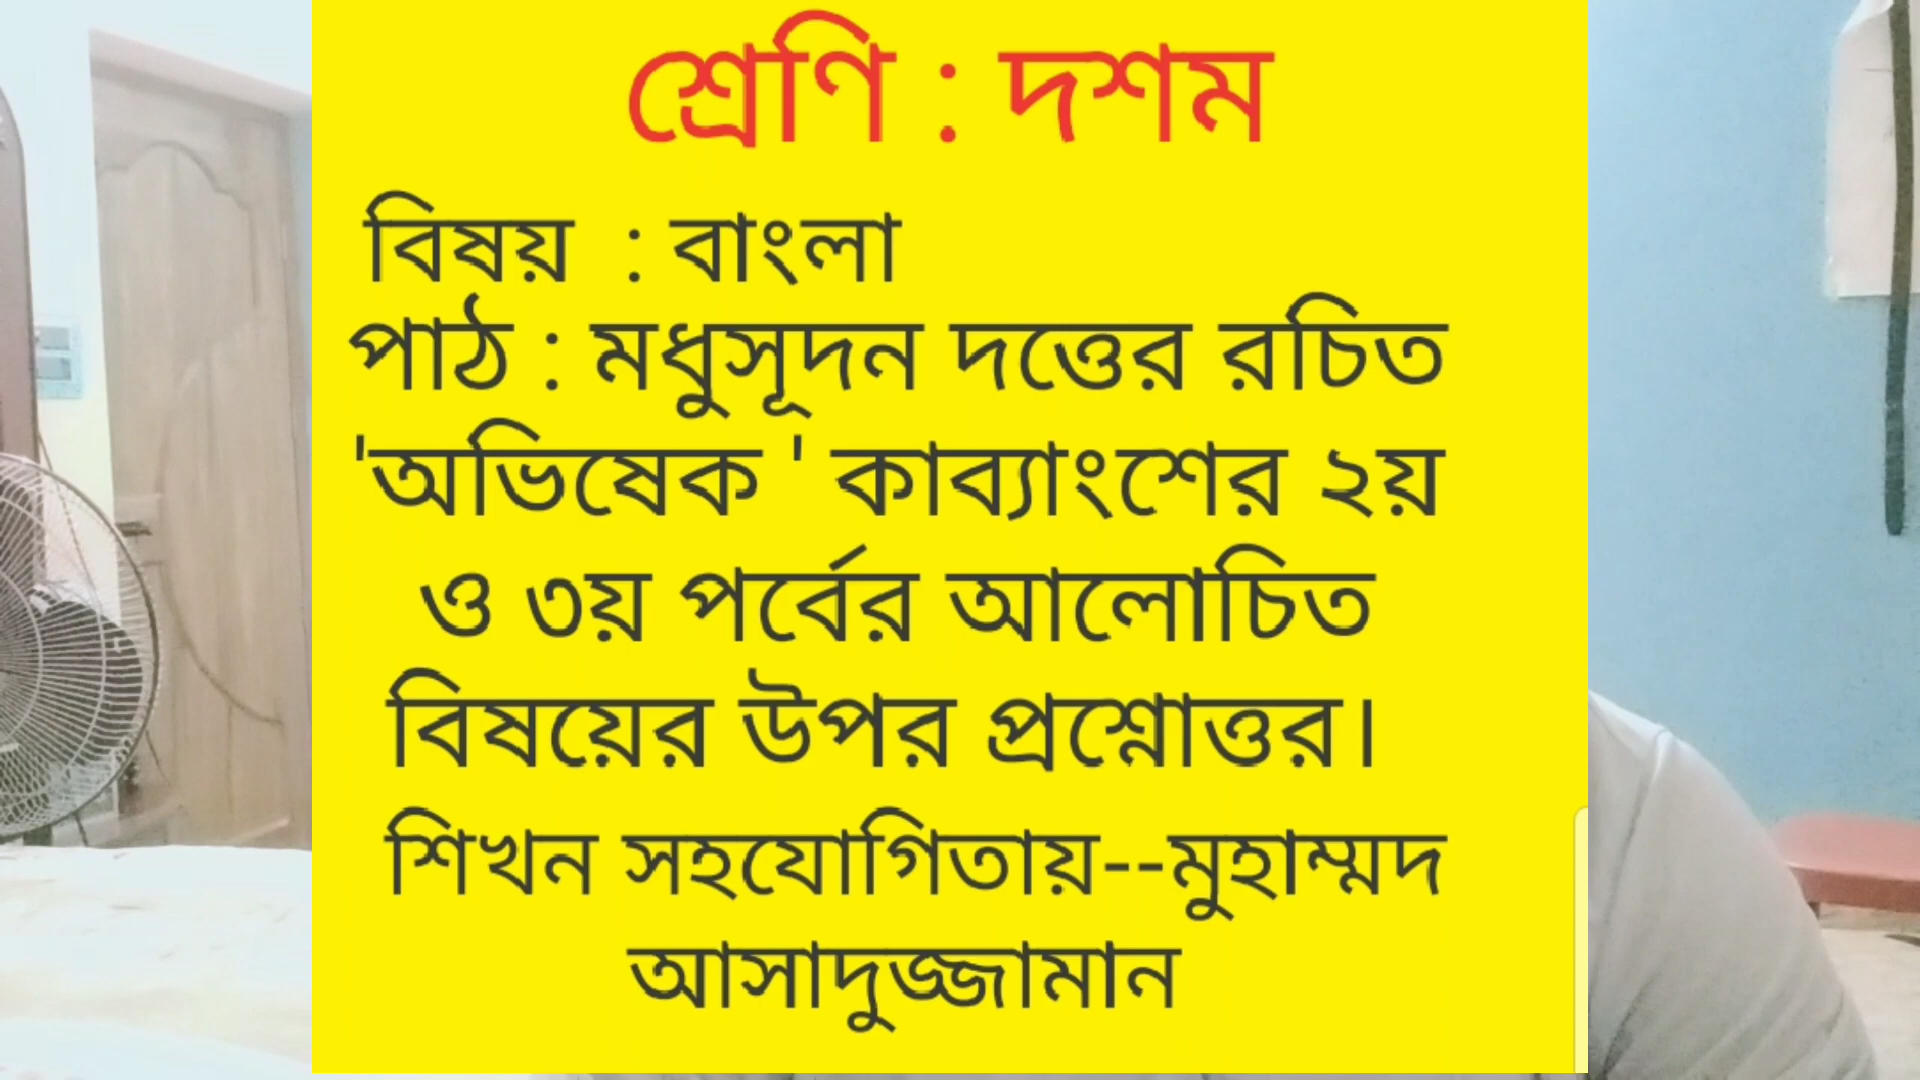 শ্রেণি : দশম
বিষয় : বাংলা
পাঠ : মধুসূদন দত্তের রচিত
'অভিষেক ' কাব্যাংশের ২য়
ও ৩য় পর্বের আলোচিত
বিষয়ের উপর প্রশ্নোত্তর।
শিখন সহযোগিতায়--মুহাম্মদ
আসাদুজ্জামান